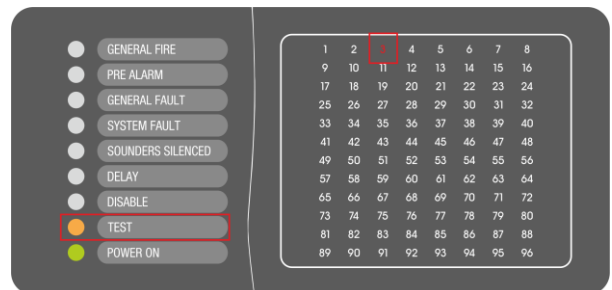 GENERAL FIRE
PRE ALARM
GENERAL FAULT
SYSTEM FAULT
SOUNDERS SILENCED
DELAY
DISABLE
TEST
POWER ON
1 2 3 4 5 6 7 8
9 10 11 12 13 14 15 16
17 18 19 20 21 22 23 24
25 26 27 28 29 30 31 32
33 34 35 36 37 38 39 40
41 42 43 44 45 46 47 48
49 50 51 52 53 54 55 56
57 58 59 60 61 62 63 64
65 66 67 68 69 70 71 72
73 74 75 76 77 78 79 80
81 82 83 84 85 86 87 88
89 90 91 92 93 94 95 96